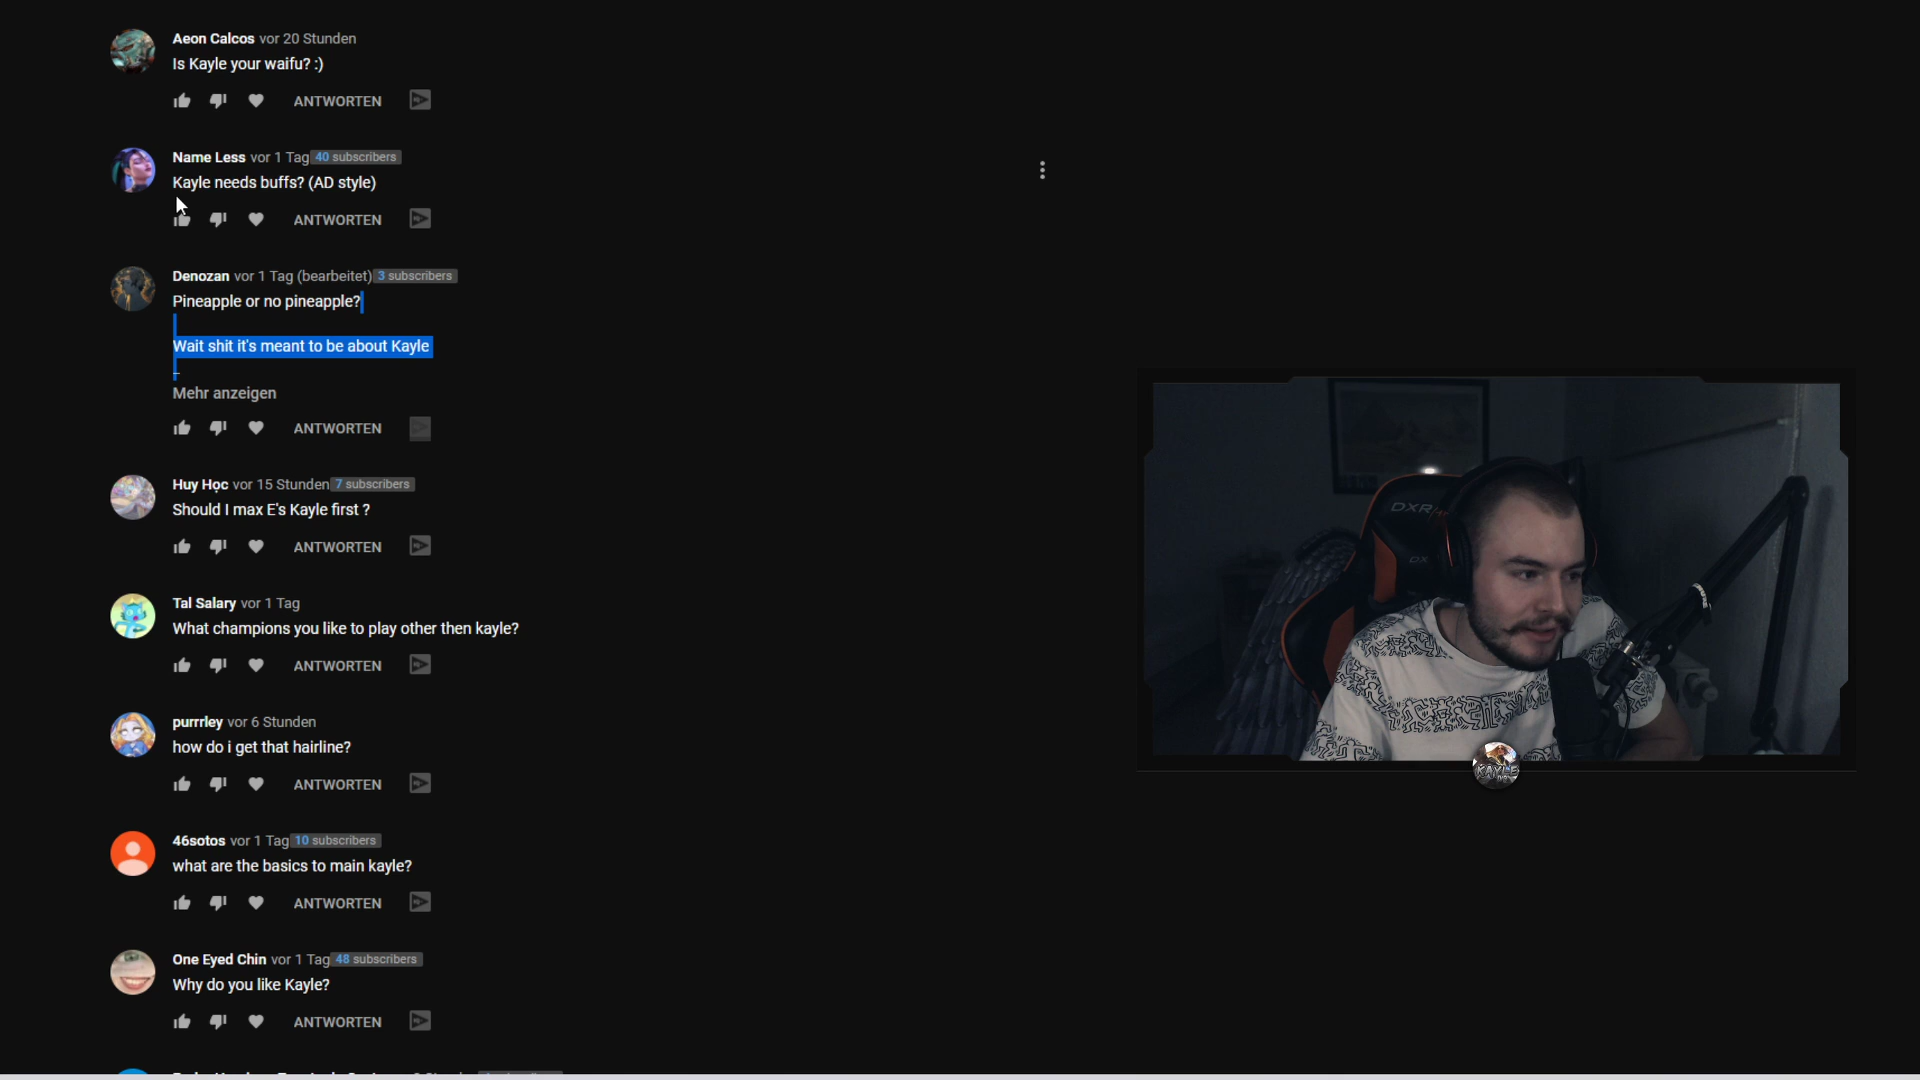 Aeon Calcos vor 20 Stunden
Is Kayle your waifu? :)
ANTWORTEN
Name Less vor 1 Tag 40 subscribers
Kayle needs buffs? (AD style)
ANTWORTEN
Denozan vor 1 Tag (bearbeitet) 3 subscribers
Pineapple or no pineapple?
Wait shit it's meant to be about Kayle
Mehr anzeigen
ANTWORTEN
Huy Học vor 15 Stunden 7 subscribers
Should I max E's Kayle first ?
ANTWORTEN
Tal Salary vor 1 Tag
What champions you like to play other then kayle?
ANTWORTEN
purrrley vor 6 Stunden
how do i get that hairline?
ANTWORTEN
46sotos vor 1 Tag 10 subscribers
what are the basics to main kayle?
ANTWORTEN
One Eyed Chin vor 1 Tag 48 subscribers
Why do you like Kayle?
ANTWORTEN
DX
KAYLE